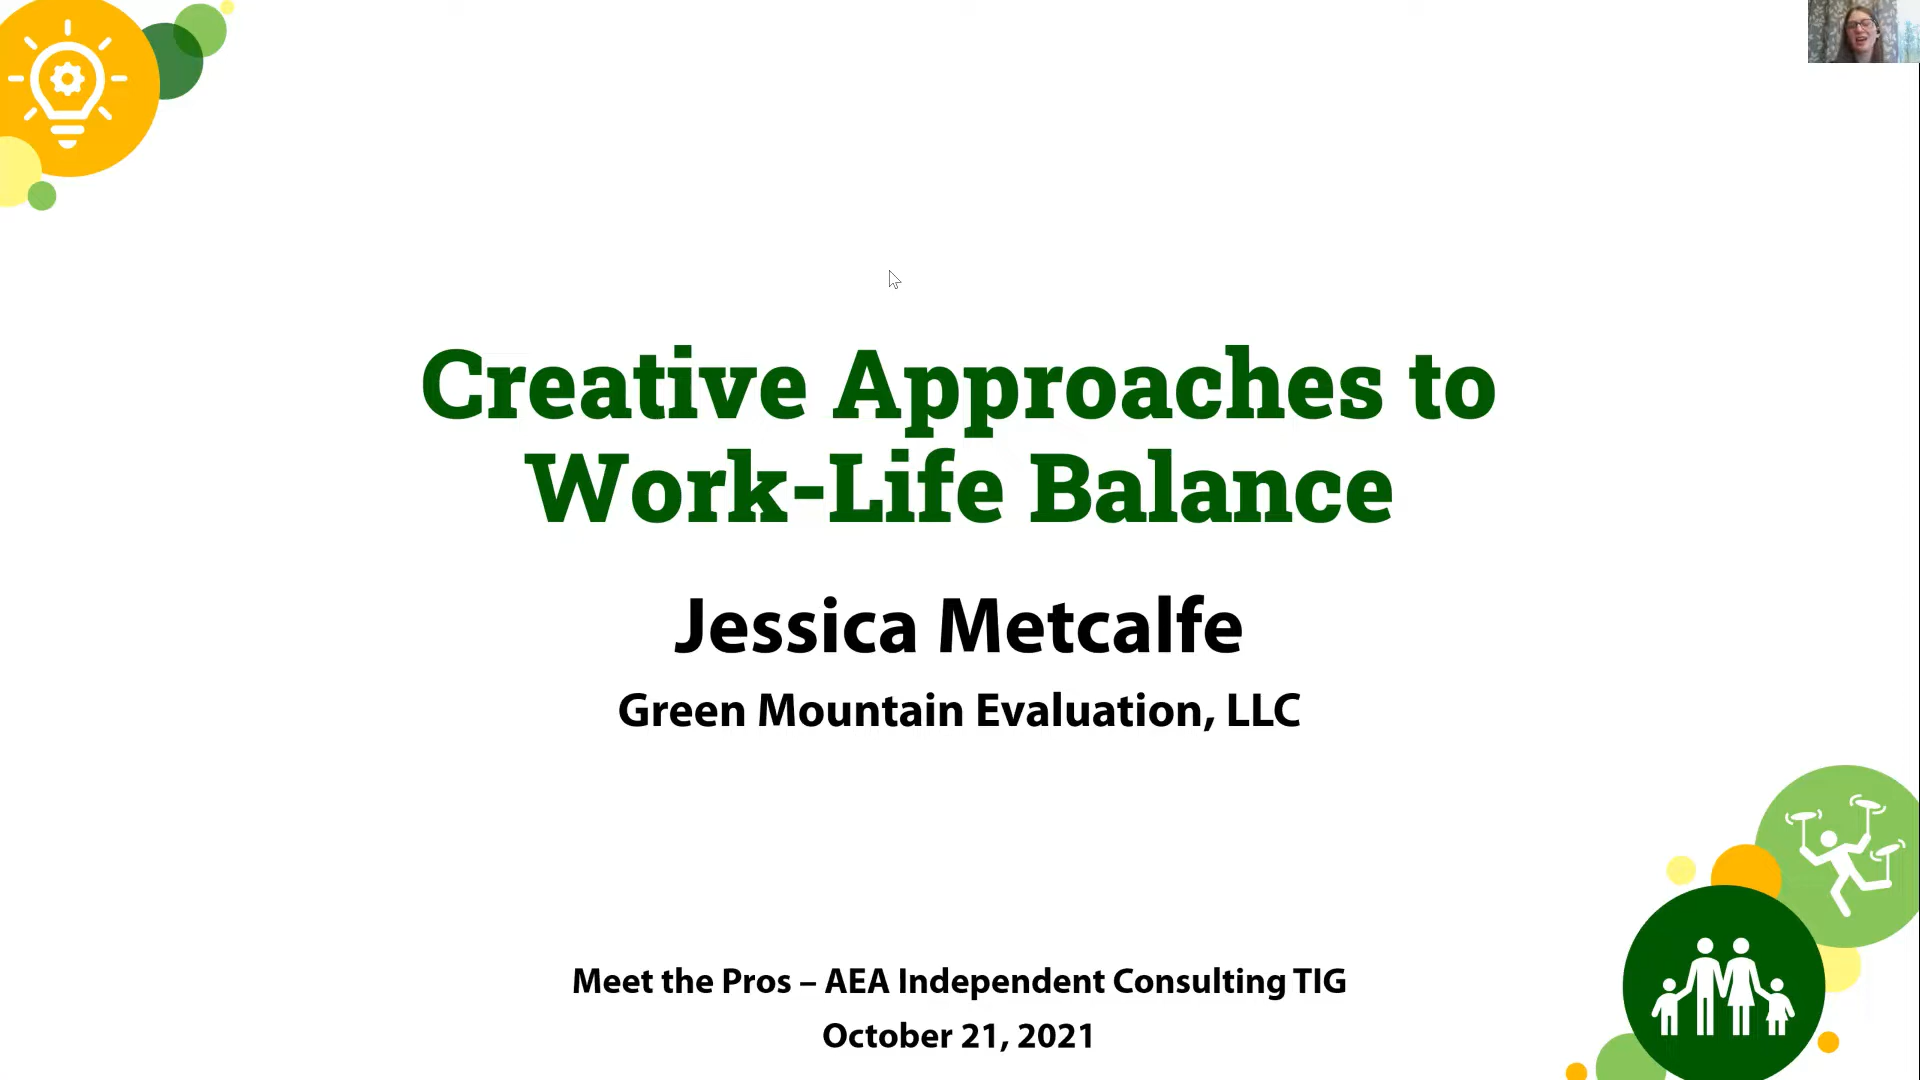 Creative Approaches to
Work-Life Balance
Jessica Metcalfe
Green Mountain Evaluation, LLC
Meet the Pros – AEA Independent Consulting TIG
October 21, 2021